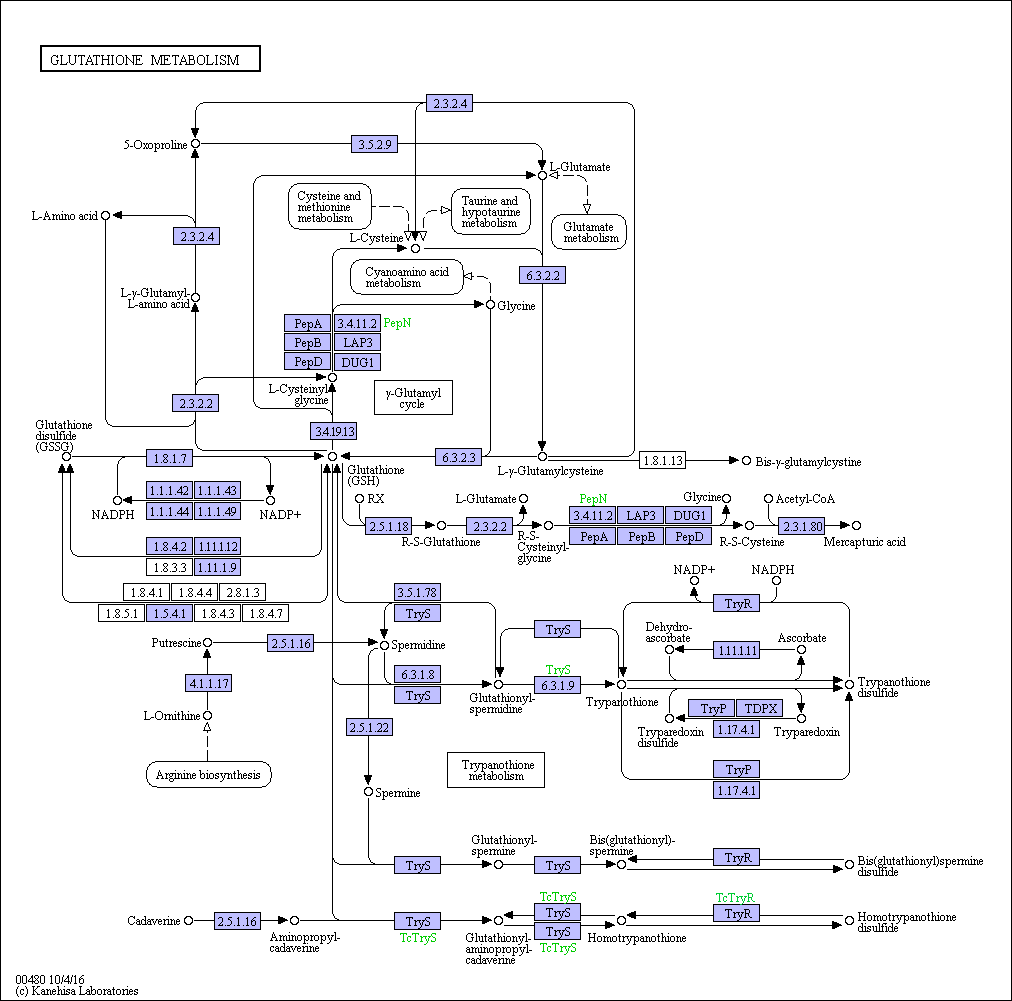 GLUTATHIONE METABOLISM
2.3.2.4
5-Oxoproline
3.5.2.9
L-Glutamate
Cysteine and
methionine
metabolism
Taurine and
hypotaurine
metabolism
L-Amino acid
Glutamate
metabolism
2.3.2.4
L-Cysteine
Cyanoamino acid
metabolism
6.3.2.2
L-γ-Glutamyl-
L-amino acid
Glycine
PepA
3.4.11.2
PepN
PepB
LAP3
PepD
DUG1
L-Cysteinyl
glycine
γ-Glutamyl
cycle
2.3.2.2
3.4.19.13
Glutathione
disulfide
(GSSG)
1.8.1.7
Glutathione
(GSH)
6.3.2.3
L-γ-Glutamylcysteine
1.8.1.13
Bis-γ-glutamylcystine
1.1.1.42
1.1.1.43
1.1.1.44
1.1.1.49
NADPH
NADP+
RX
2.5.1.18
R-S-Glutathione
L-Glutamate
2.3.2.2
R-S-
Cysteinyl-
glycine
PepN
3.4.11.2
LAP3
DUG1
PepA
PepB
PepD
Glycine
R-S-Cysteine
Acetyl-CoA
2.3.1.80
Mercapturic acid
1.8.4.2
1.11.1.12
1.8.3.3
1.11.1.9
1.8.4.1
1.8.4.4
2.8.1.3
1.8.5.1
1.5.4.1
1.8.4.3
1.8.4.7
NADP+
NADPH
3.5.1.78
TryS
TryR
Putrescine
2.5.1.16
Spermidine
TryS
Dehydro-
ascorbate
Ascorbate
1.11.1.11
4.1.1.17
6.3.1.8
TryS
Glutathionyl-
spermidine
TryS
6.3.1.9
Trypanothione
Trypanothione
disulfide
L-Ornithine
2.5.1.22
TryP
TDPX
1.17.4.1
Tryparedoxin
disulfide
Tryparedoxin
Arginine biosynthesis
Trypanothione
metabolism
TryP
1.17.4.1
Spermine
Glutathionyl-
spermine
Bis(glutathionyl)-
spermine
TryS
TryS
TryR
Bis(glutathionyl)spermine
disulfide
Cadaverine
2.5.1.16
Aminopropyl-
cadaverine
TryS
TcTryS
Glutathionyl-
aminopropyl-
cadaverine
TcTryS
TryS
TryS
TcTryS
Homotrypanothione
TcTryR
TryR
Homotrypanothione
disulfide
00480 10/4/16
(c) Kanehisa Laboratories